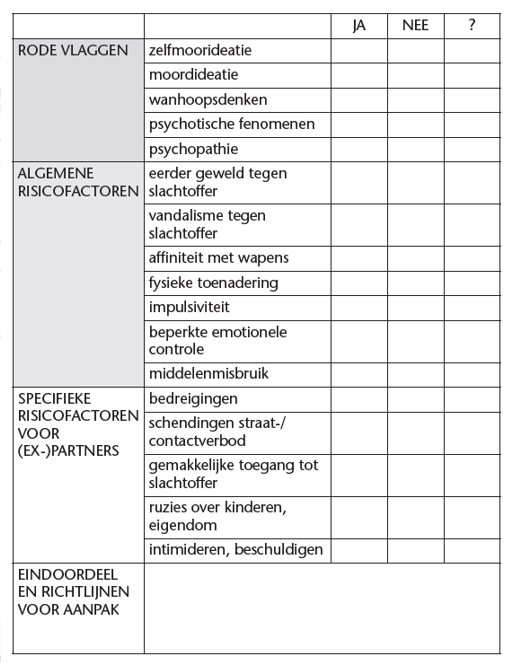 JA NEE ?
RODE VLAGGEN zelfmoordideatie
moordideatie
wanhoopsdenken
psychotische fenomenen
psychopathie
ALGEMENE eerder geweld tegen
RISICOFACTOREN slachtoffer
vandalisme tegen
slachtoffer
affiniteit met wapens
fysieke toenadering
impulsiviteit
beperkte emotionele
controle
middelenmisbruik
SPECIFIEKE bedreigingen
RISICOFACTOREN schendingen straat-/
VOOR contactverbod
(EX-)PARTNERS gemakkelijke toegang tot
slachtoffer
ruzies over kinderen,
eigendom
intimideren, beschuldigen
EINDOORDEEL
EN RICHTLIJNEN
VOOR AANPAK